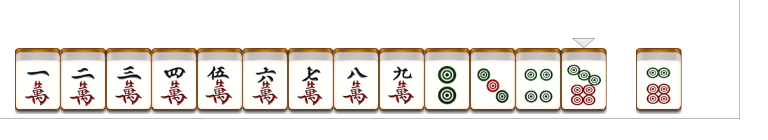 一 二 三 四 伍 六 七 八 九
萬 萬 萬 萬 萬 萬 萬 萬 萬